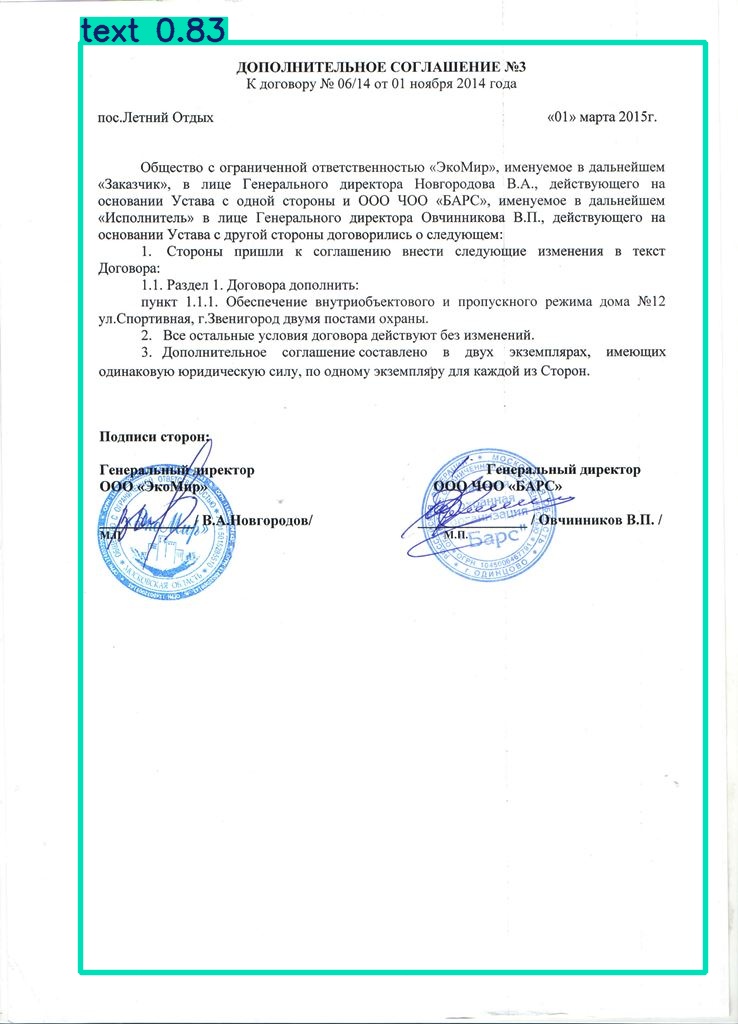 text 0.83
ДОПОЛНИТЕЛЬНОЕ СОГЛАШЕНИЕ №3
К договору № 06/14 от 01 ноября 2014 года
пос.Летний Отдых «01» марта 2015г.
Общество с ограниченной ответственностью «ЭкоМир», именуемое в дальнейшем
«Заказчик», в лице Генерального директора Новгородова В.А., действующего на
основании Устава с одной стороны и ООО ЧОО «БАРС», именуемое в дальнейшем
«Исполнитель» в лице Генерального директора Овчинникова В.П., действующего на
основании Устава с другой стороны договорились о следующем:
1. Стороны пришли к соглашению внести следующие изменения в текст
Договора:
1.1. Раздел 1. Договора дополнить:
пункт 1.1.1. Обеспечение внутриобъектового и пропускного режима дома №12
ул.Спортивная, г.Звенигород двумя постами охраны.
2. Все остальные условия договора действуют без изменений.
3. Дополнительное соглашение составлено в двух экземплярах, имеющих
одинаковую юридическую силу, по одному экземпляру для каждой из Сторон.
Подписи сторон:
Генеральный директор Генеральный директор
ООО «ЭкоМир» ООО ЧОО «БАРС»
/ В.А.Новгородов/ / Овчинников В.П. /
М.П. М.П.
МОСКОВСКАЯ ОБЛАСТЬ
"Барс"
г. ОДИНЦОВО